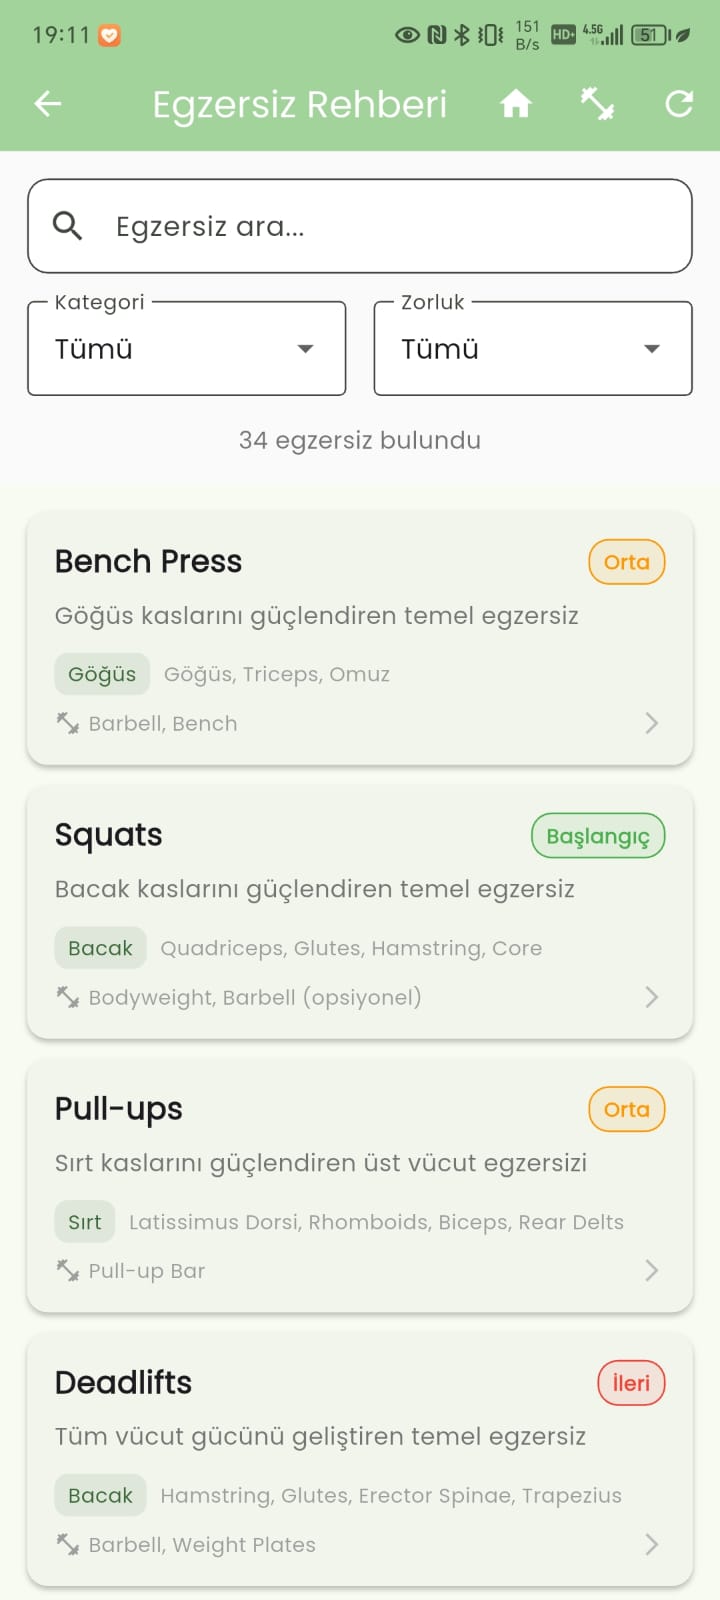 19:11
151
B/s
HD+
4.5G
51
Egzersiz Rehberi
Egzersiz ara...
Kategori
Tümü
Zorluk
Tümü
34 egzersiz bulundu
Bench Press
Orta
Göğüs kaslarını güçlendiren temel egzersiz
Göğüs Göğüs, Triceps, Omuz
Barbell, Bench
Squats
Başlangıç
Bacak kaslarını güçlendiren temel egzersiz
Bacak Quadriceps, Glutes, Hamstring, Core
Bodyweight, Barbell (opsiyonel)
Pull-ups
Orta
Sırt kaslarını güçlendiren üst vücut egzersizi
Sırt Latissimus Dorsi, Rhomboids, Biceps, Rear Delts
Pull-up Bar
Deadlifts
İleri
Tüm vücut gücünü geliştiren temel egzersiz
Bacak Hamstring, Glutes, Erector Spinae, Trapezius
Barbell, Weight Plates